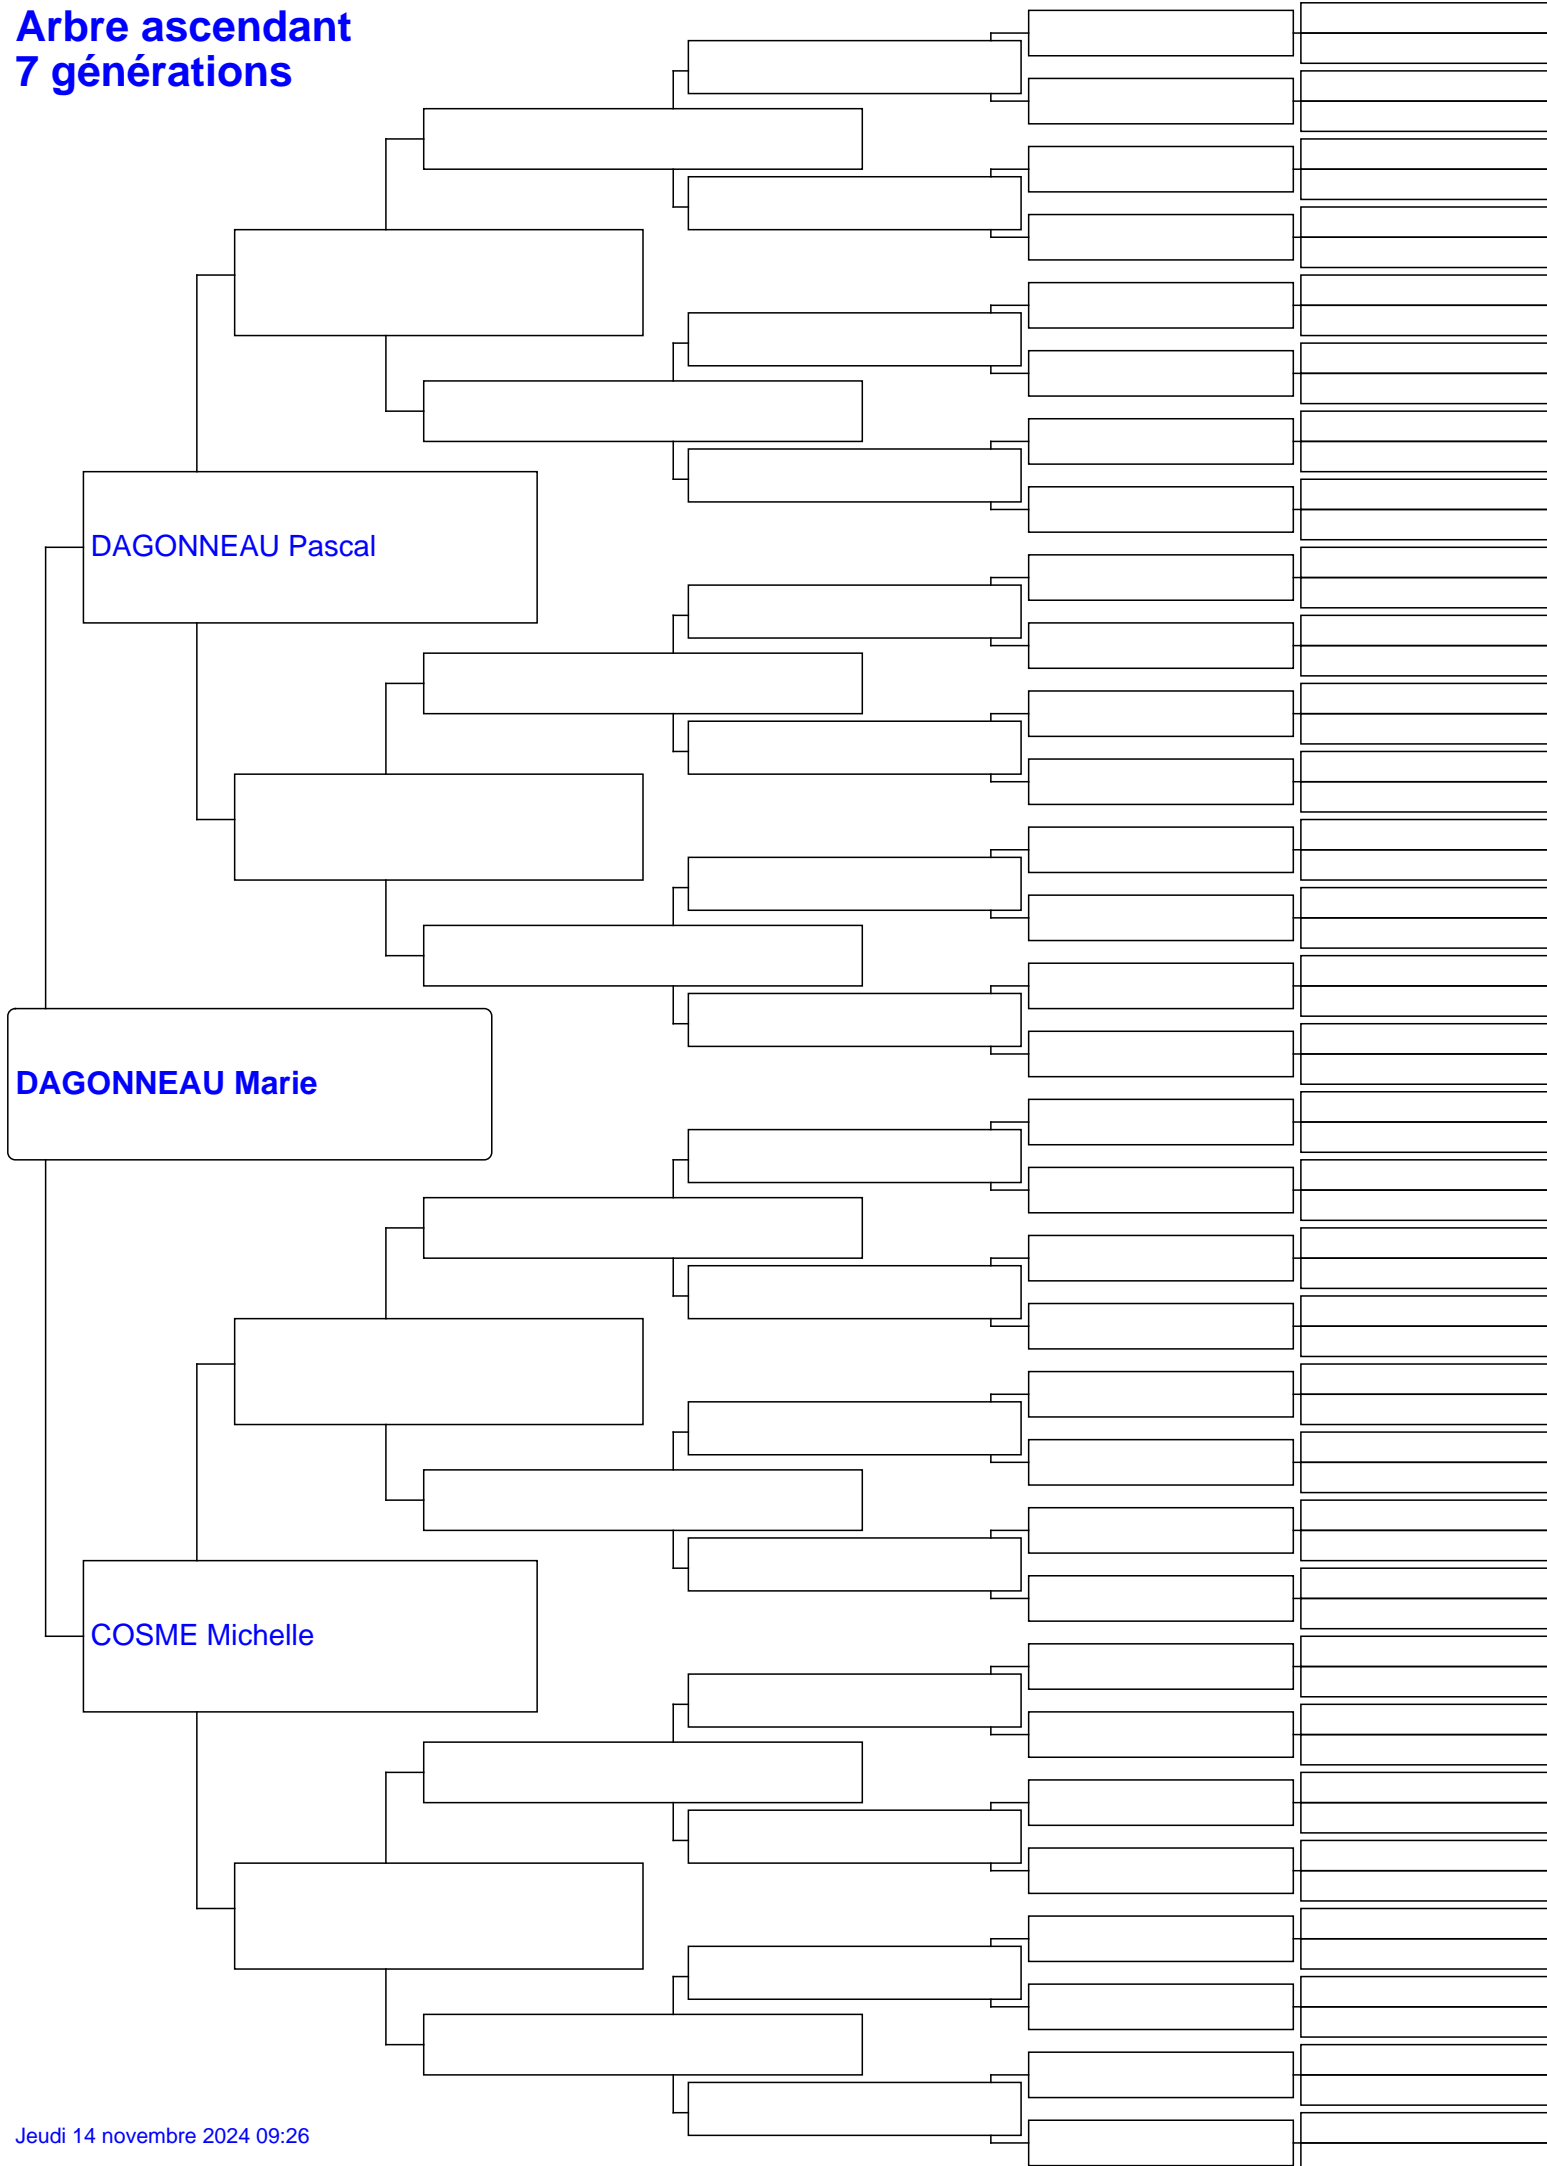 Arbre ascendant
7 générations
DAGONNEAU Pascal
DAGONNEAU Marie
COSME Michelle
Jeudi 14 novembre 2024 09:26